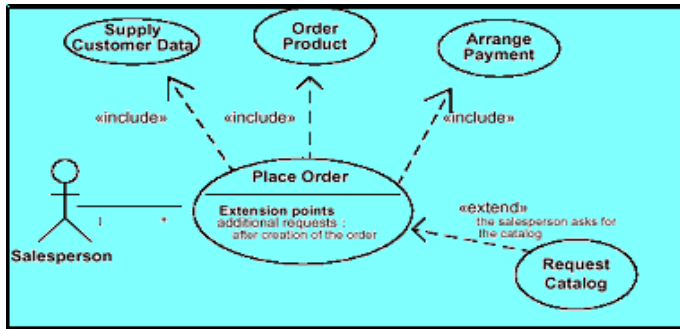 Supply
Customer Data
Order
Product
Arrange
Payment
«include»
«include»
«include»
Place Order
Extension points
additional requests :
after creation of the order
1
*
Salesperson
«extend»
the salesperson asks for
the catalog
Request
Catalog